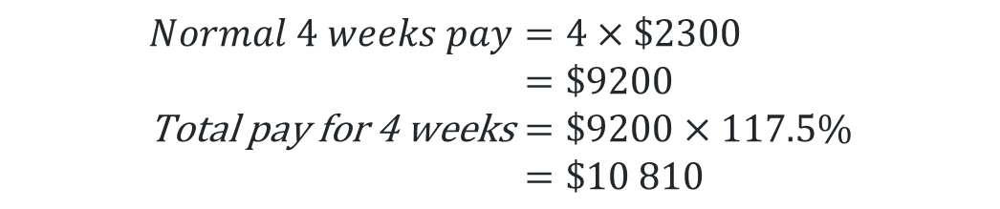 Normal 4 weeks pay = 4 × $2300
= $9200
Total pay for 4 weeks = $9200 × 117.5%
= $10 810